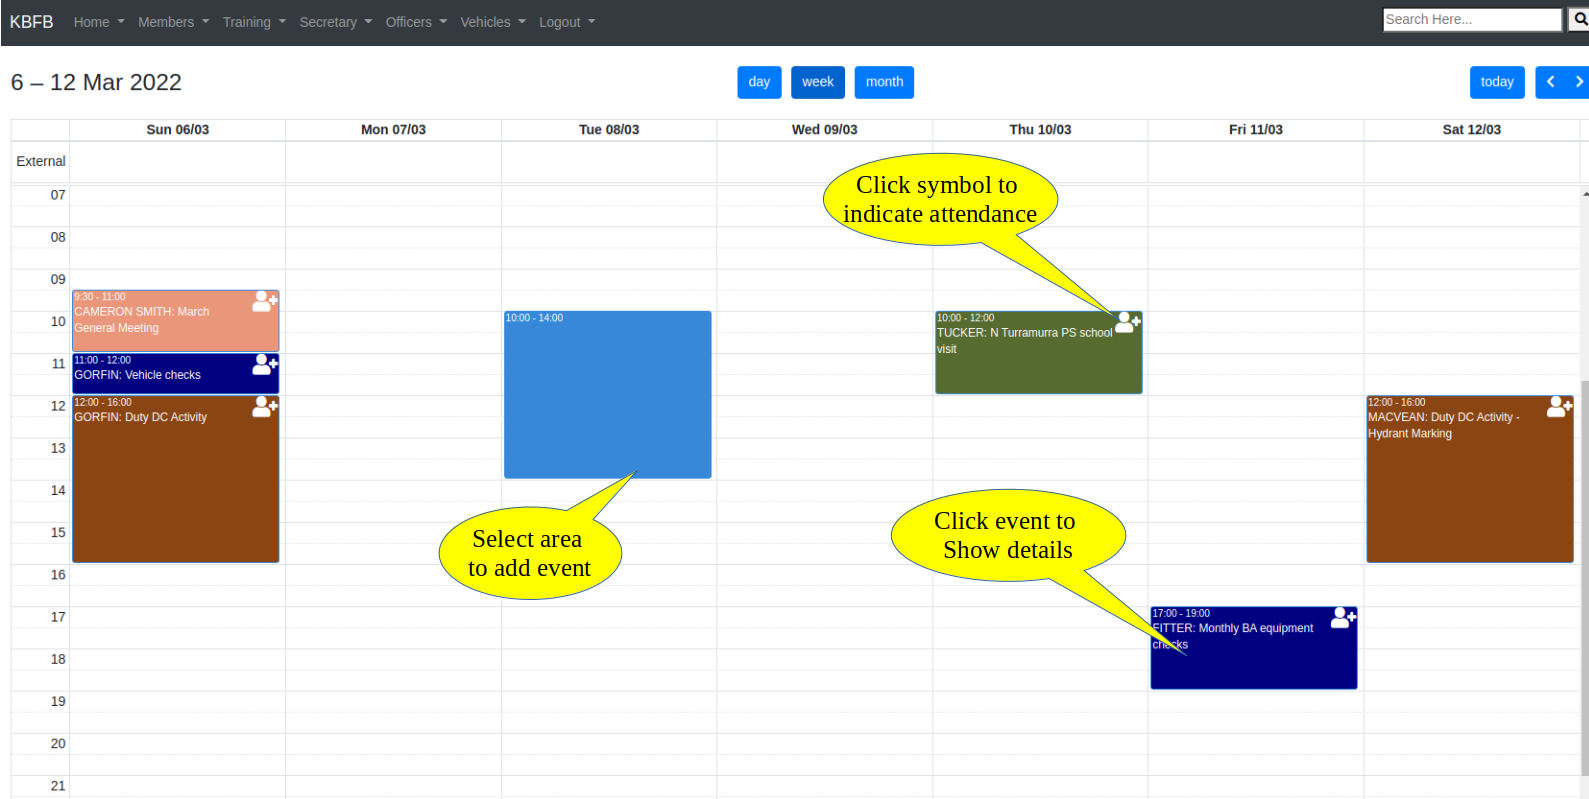 KBFB Home Members Training Secretary Officers Vehicles Logout Search Here...
6 – 12 Mar 2022 day week month today
Sun 06/03 Mon 07/03 Tue 08/03 Wed 09/03 Thu 10/03 Fri 11/03 Sat 12/03
External
07
08
09
10
11
12
13
14
15
16
17
18
19
20
21
9:30 - 11:00
CAMERON SMITH: March
General Meeting
11:00 - 12:00
GORFIN: Vehicle checks
12:00 - 16:00
GORFIN: Duty DC Activity
10:00 - 14:00
Select area
to add event
Click symbol to
indicate attendance
10:00 - 12:00
TUCKER: N Turramurra PS school
visit
Click event to
Show details
17:00 - 19:00
FITTER: Monthly BA equipment
checks
12:00 - 16:00
MACVEAN: Duty DC Activity -
Hydrant Marking